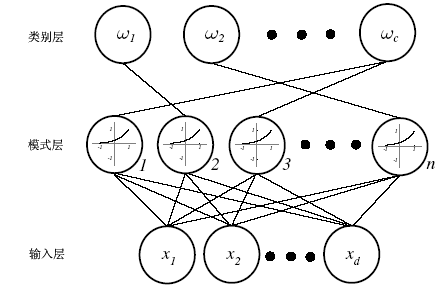 类别层 ω1 ω2 ωc
模式层 1 2 3 n
输入层 x1 x2 xd